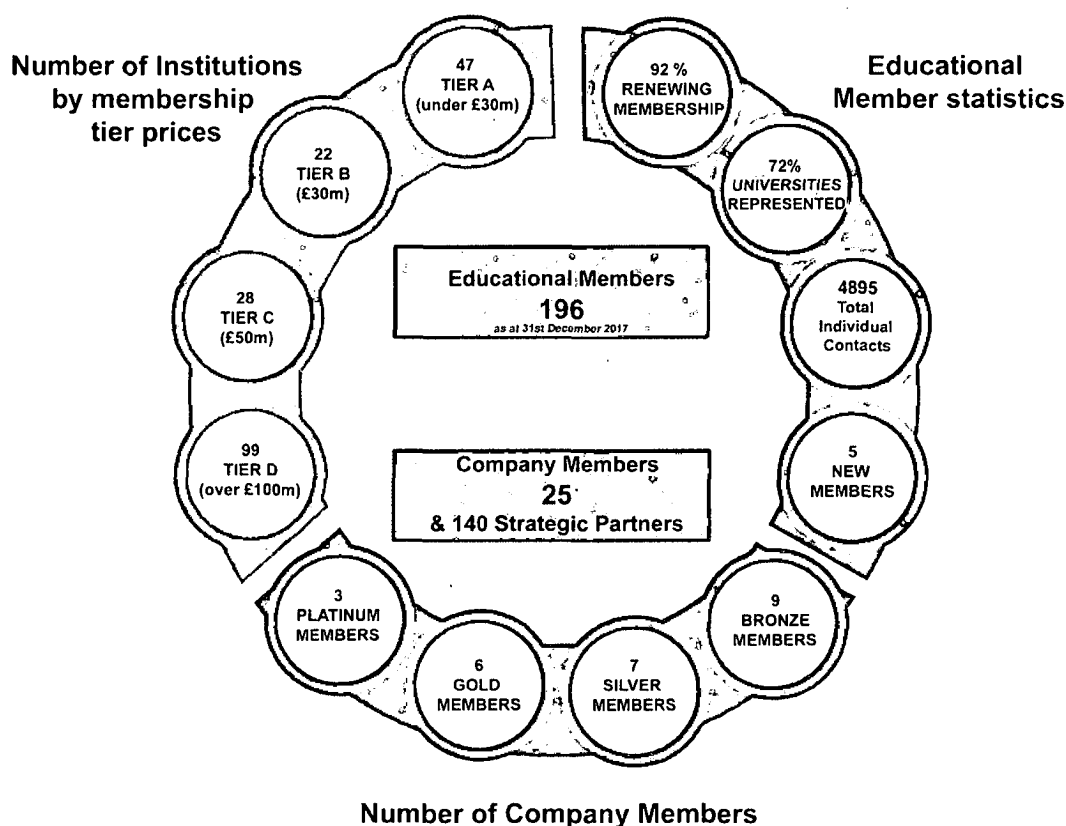 Number of Institutions
by membership
tier prices
47
TIER A
(under £30m)
22
TIER B
(£30m)
28
TIER C
(£50m)
99
TIER D
(over £100m)
Educational
Member statistics
92 %
RENEWING
MEMBERSHIP
72%
UNIVERSITIES
REPRESENTED
4895
Total
Individual
Contacts
5
NEW
MEMBERS
Educational Members
196
as at 31st December 2017
Company Members
25
& 140 Strategic Partners
3
PLATINUM
MEMBERS
6
GOLD
MEMBERS
7
SILVER
MEMBERS
9
BRONZE
MEMBERS
Number of Company Members